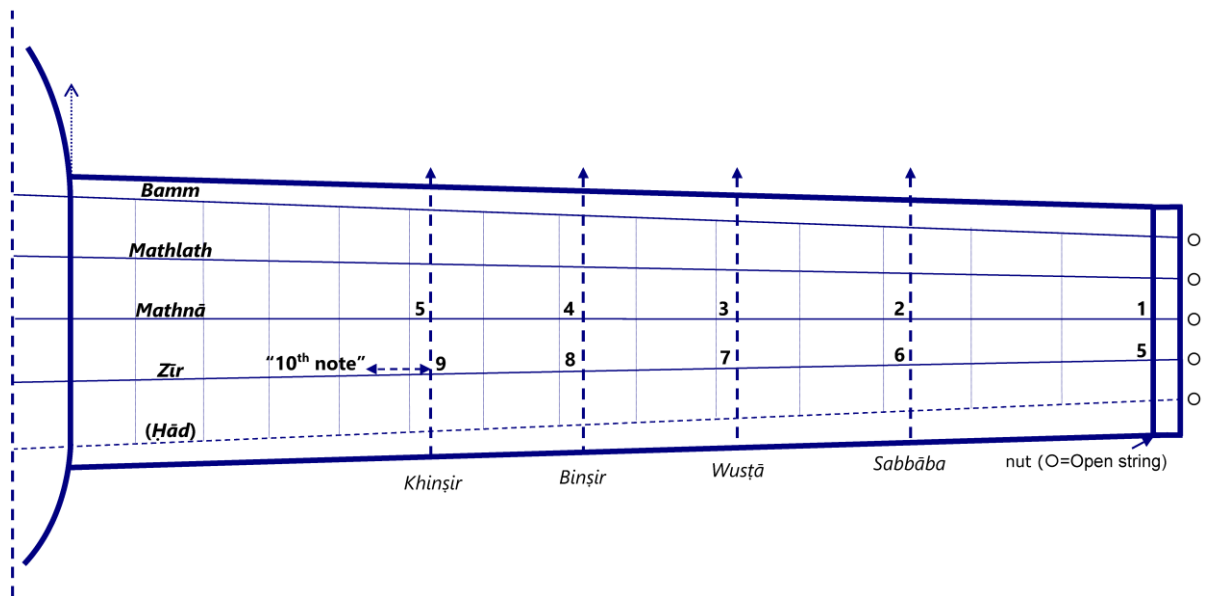 Bamm
Mathlath
Mathnā 5 4 3 2 1
Zīr “10th note” 9 8 7 6 5
(Ḥād)
Khinṣir Binṣir Wusṭā Sabbāba nut (O=Open string)
O
O
O
O
O